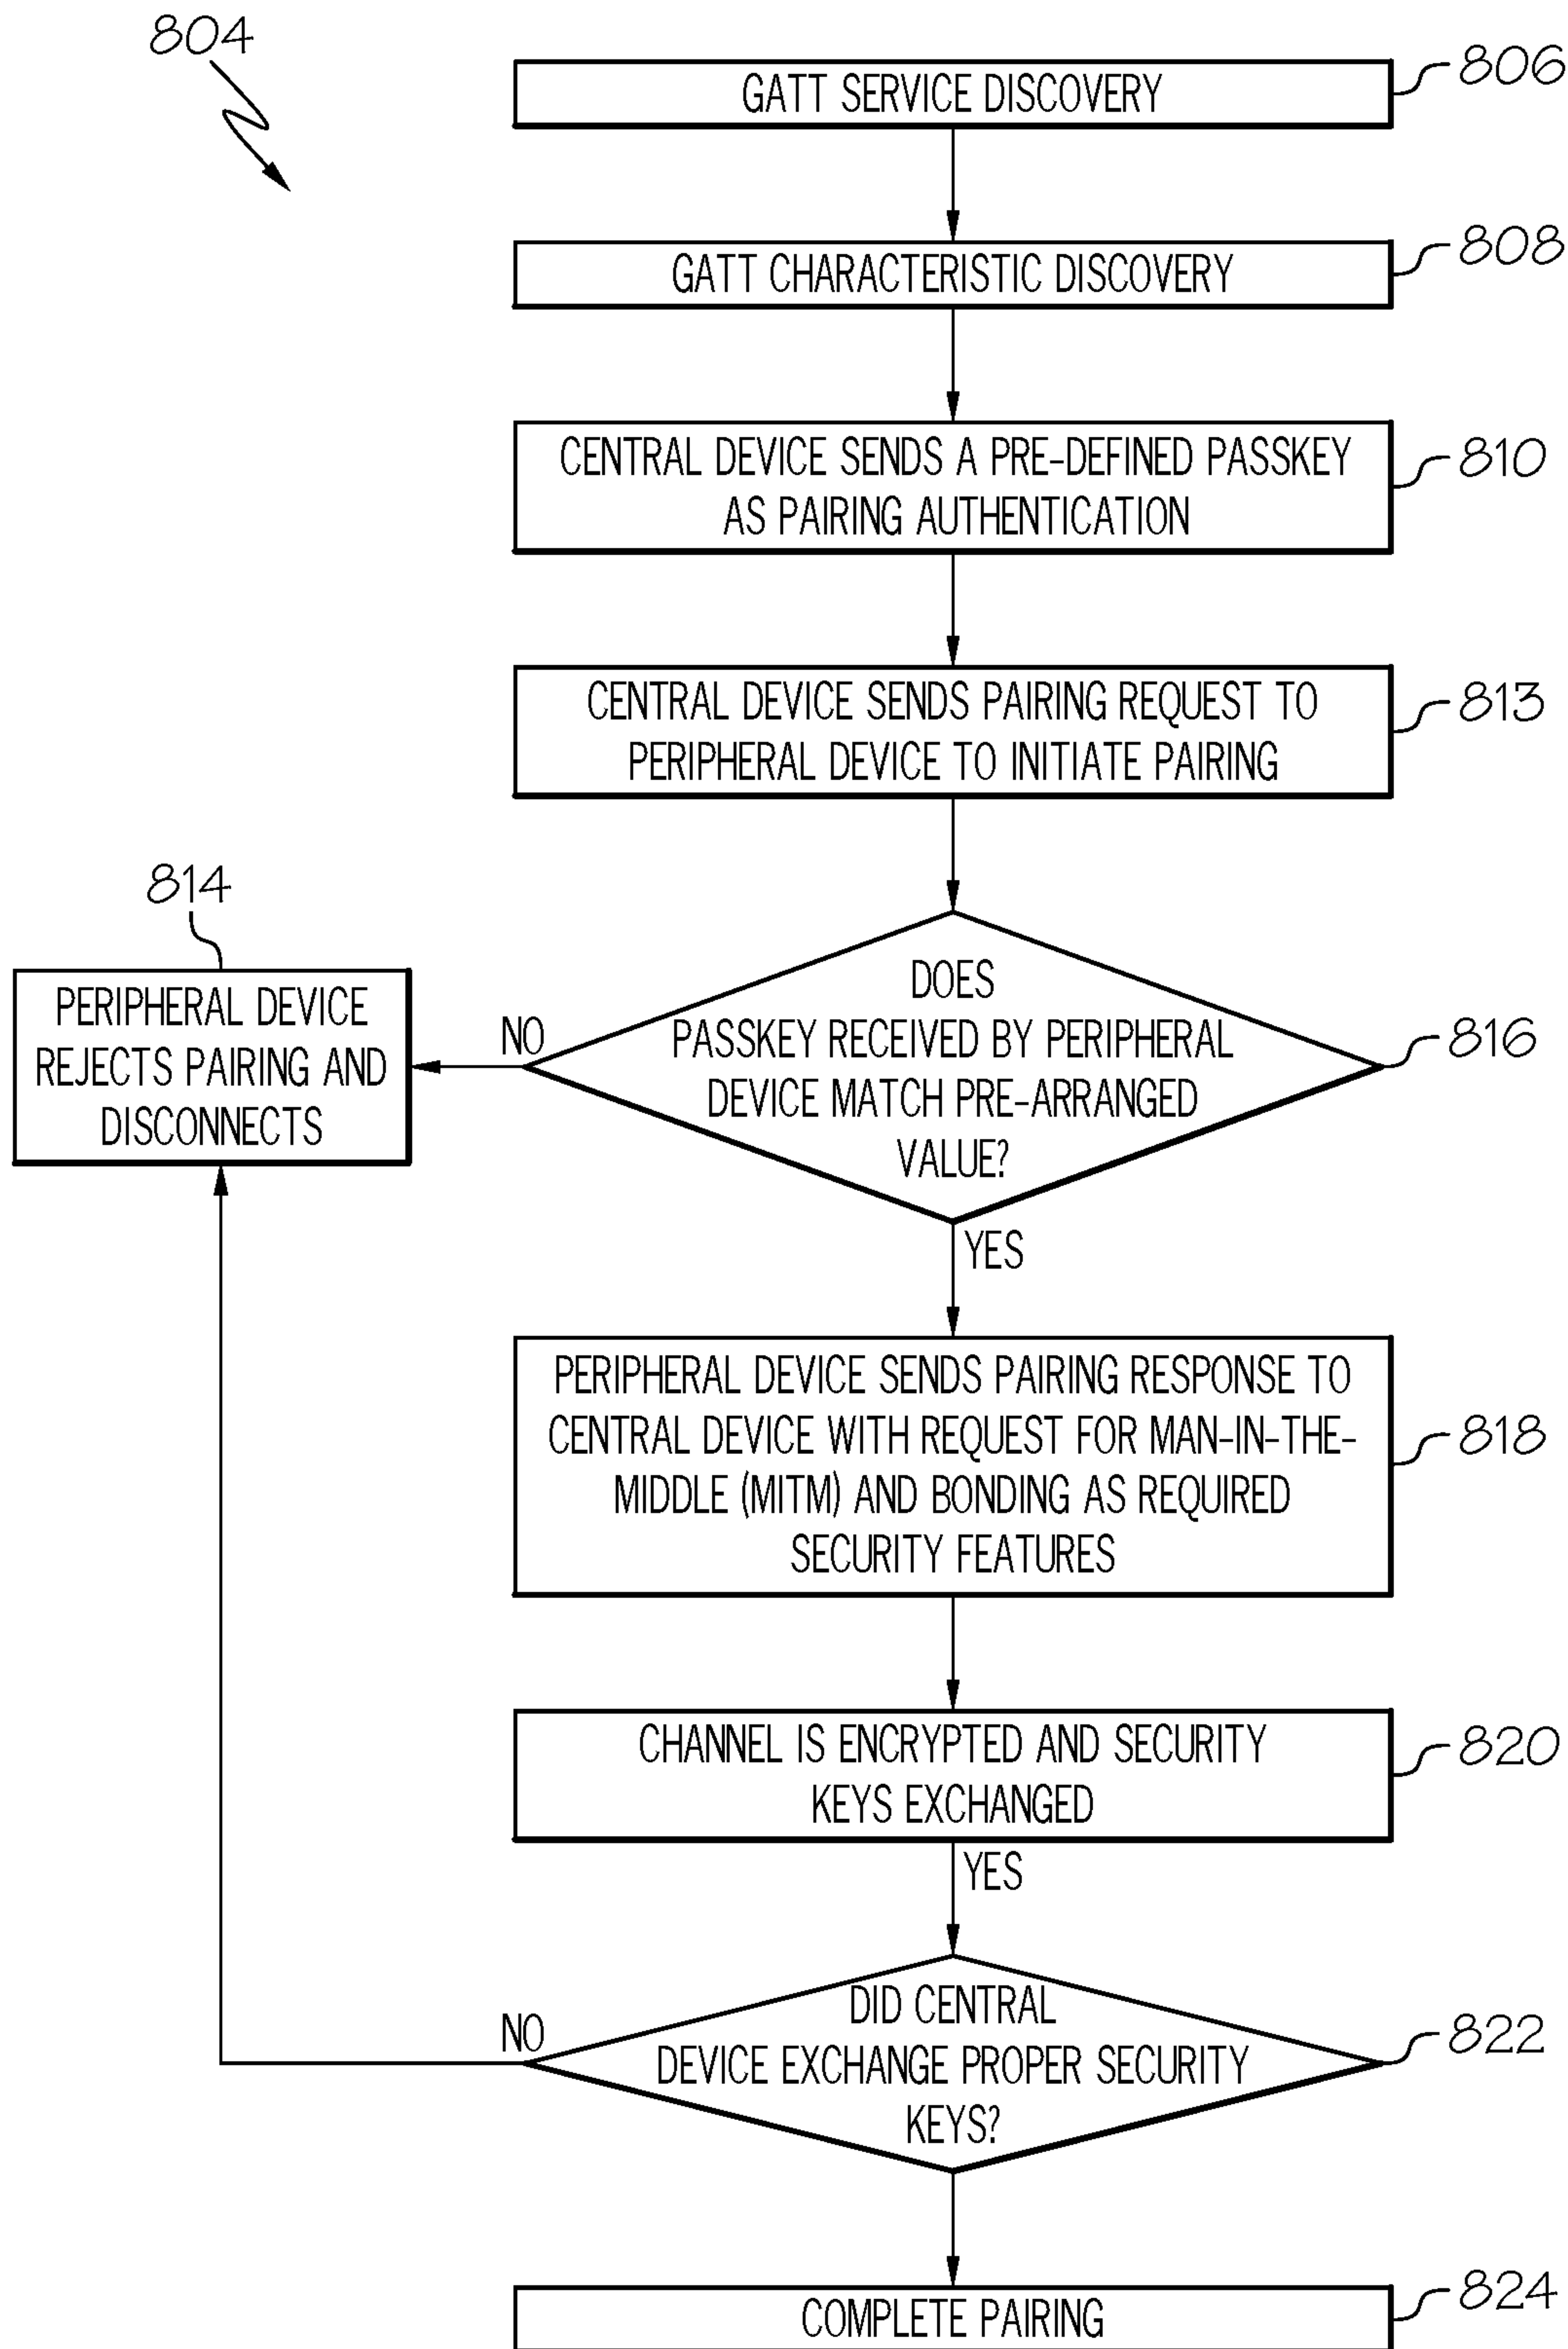 804
GATT SERVICE DISCOVERY
806
GATT CHARACTERISTIC DISCOVERY
808
CENTRAL DEVICE SENDS A PRE-DEFINED PASSKEY
AS PAIRING AUTHENTICATION
810
CENTRAL DEVICE SENDS PAIRING REQUEST TO
PERIPHERAL DEVICE TO INITIATE PAIRING
813
814
PERIPHERAL DEVICE
REJECTS PAIRING AND
DISCONNECTS
NO
DOES
PASSKEY RECEIVED BY PERIPHERAL
DEVICE MATCH PRE-ARRANGED
VALUE?
816
YES
PERIPHERAL DEVICE SENDS PAIRING RESPONSE TO
CENTRAL DEVICE WITH REQUEST FOR MAN-IN-THE-
MIDDLE (MITM) AND BONDING AS REQUIRED
SECURITY FEATURES
818
CHANNEL IS ENCRYPTED AND SECURITY
KEYS EXCHANGED
820
YES
NO
DID CENTRAL
DEVICE EXCHANGE PROPER SECURITY
KEYS?
822
COMPLETE PAIRING
824